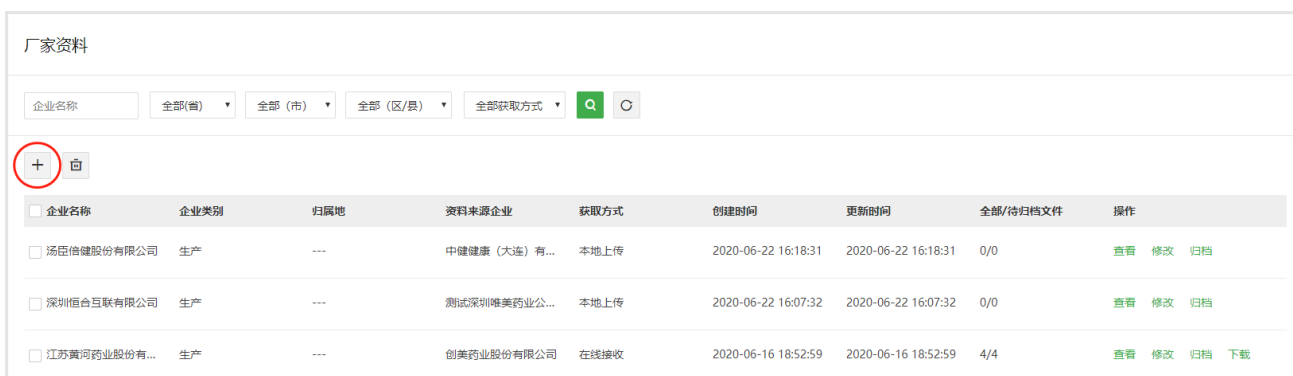 厂家资料
企业名称 全部(省) 全部（市） 全部（区/县） 全部获取方式
企业名称 企业类别 归属地 资料来源企业 获取方式 创建时间 更新时间 全部/待归档文件 操作
汤臣倍健股份有限公司 生产 --- 中健健康（大连）有... 本地上传 2020-06-22 16:18:31 2020-06-22 16:18:31 0/0 查看 修改 归档
深圳恒合互联有限公司 生产 --- 测试深圳唯美药业公... 本地上传 2020-06-22 16:07:32 2020-06-22 16:07:32 0/0 查看 修改 归档
江苏黄河药业股份有... 生产 --- 创美药业股份有限公司 在线接收 2020-06-16 18:52:59 2020-06-16 18:52:59 4/4 查看 修改 归档 下载